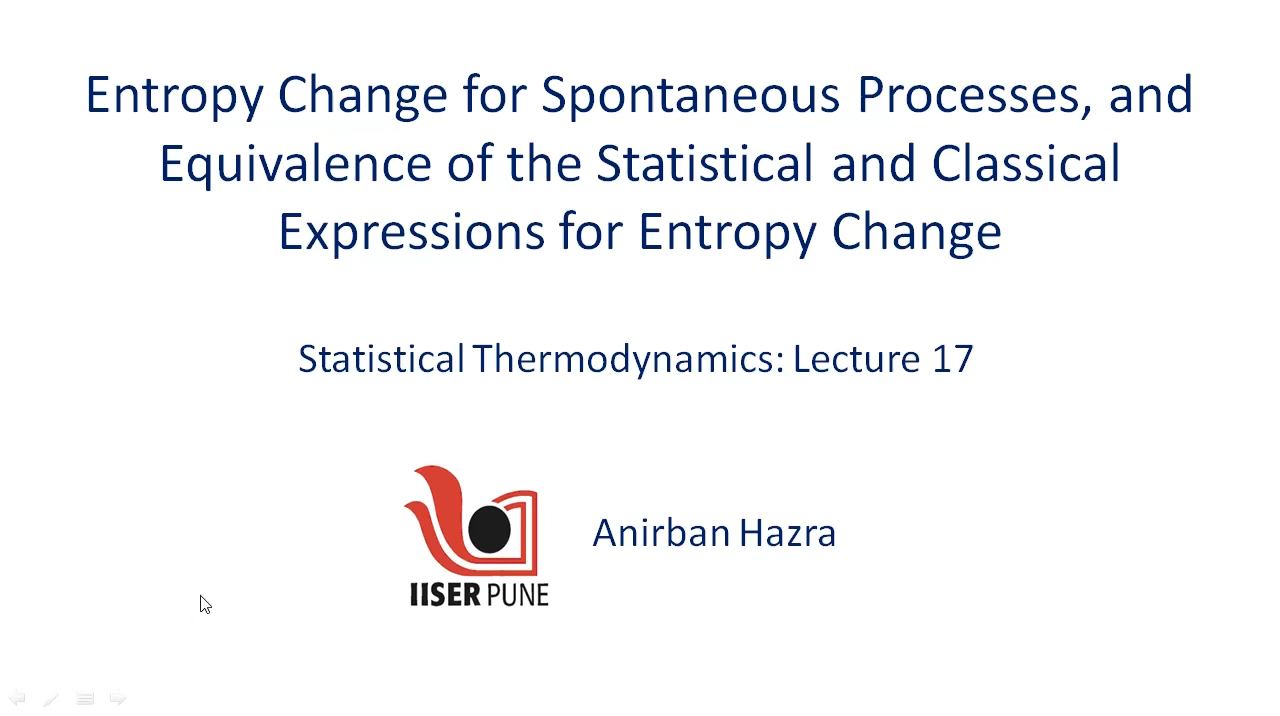 Entropy Change for Spontaneous Processes, and
Equivalence of the Statistical and Classical
Expressions for Entropy Change
Statistical Thermodynamics: Lecture 17
Anirban Hazra
IISER PUNE